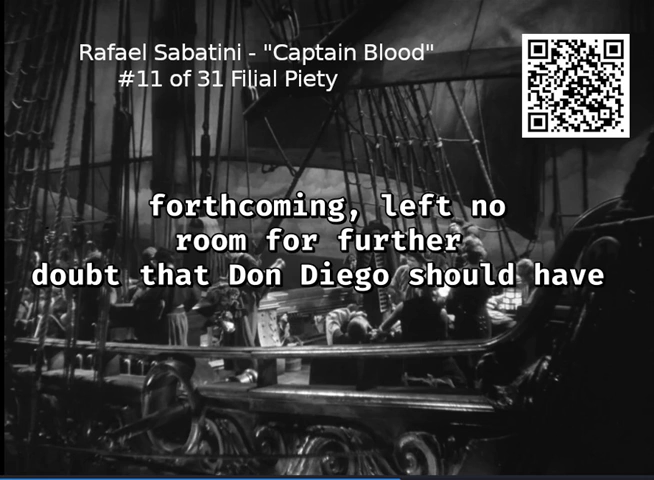 Rafael Sabatini - "Captain Blood"
#11 of 31 Filial Piety
forthcoming, left no
room for further
doubt that Don Diego should have